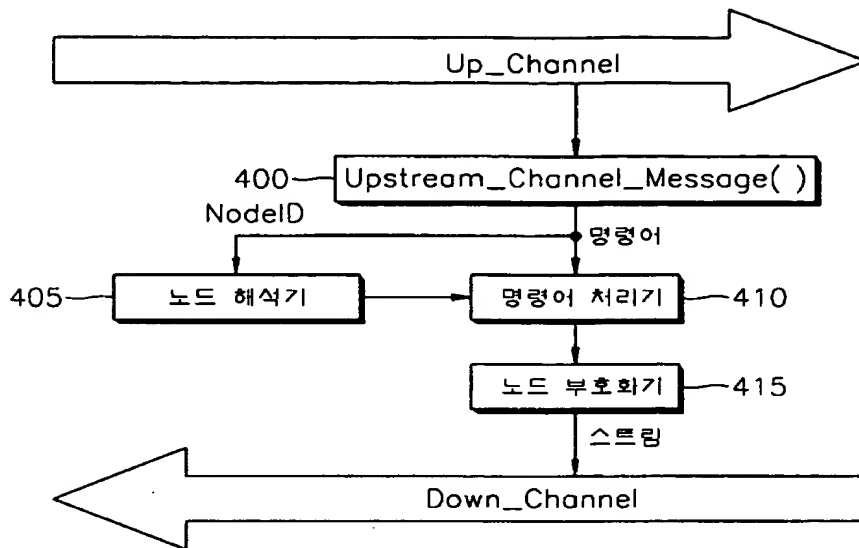 Up_Channel
400 Upstream_Channel_Message( )
NodeID
명령어
405 노드 해석기 명령어 처리기 410
노드 부호화기 415
스트림
Down_Channel